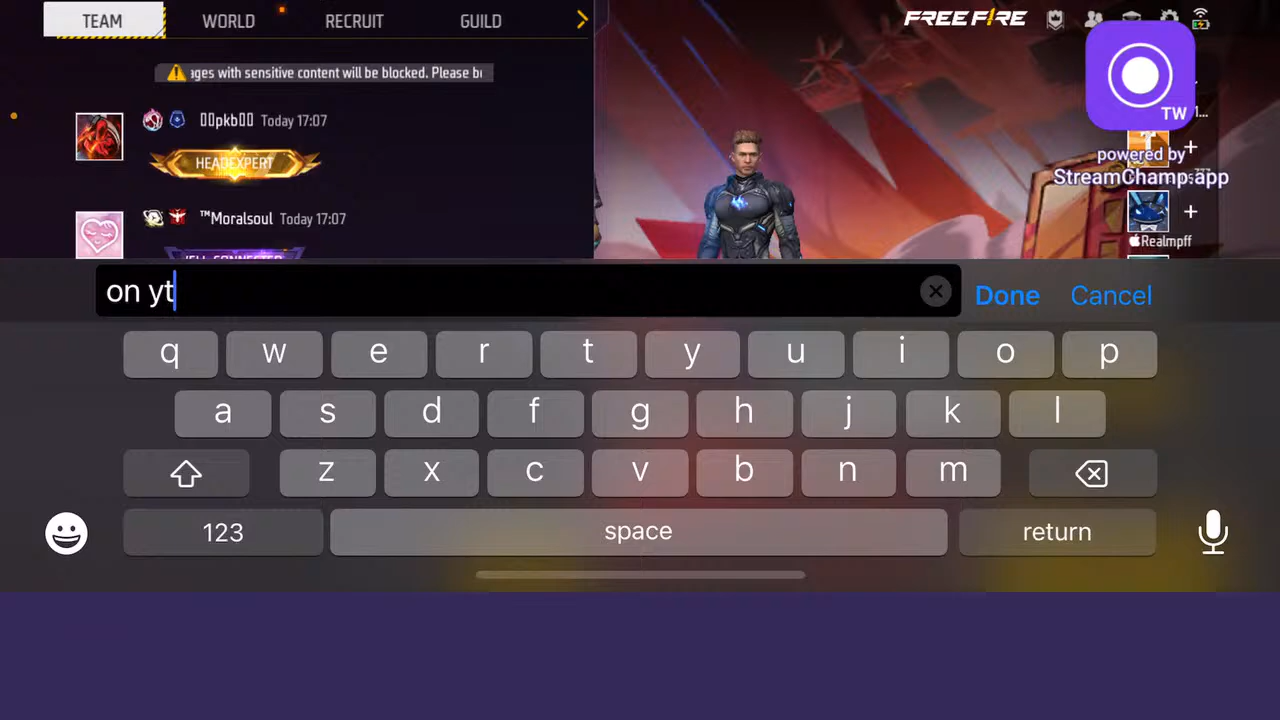 TEAM WORLD RECRUIT GUILD
FREE FIRE
ages with sensitive content will be blocked. Please b
pkb Today 17:07
HEADEXPERT
™Moralsoul Today 17:07
TW
powered by
StreamChamp.app
Realmpff
on yt
Done Cancel
q w e r t y u i o p
a s d f g h j k l
z x c v b n m
123 space return